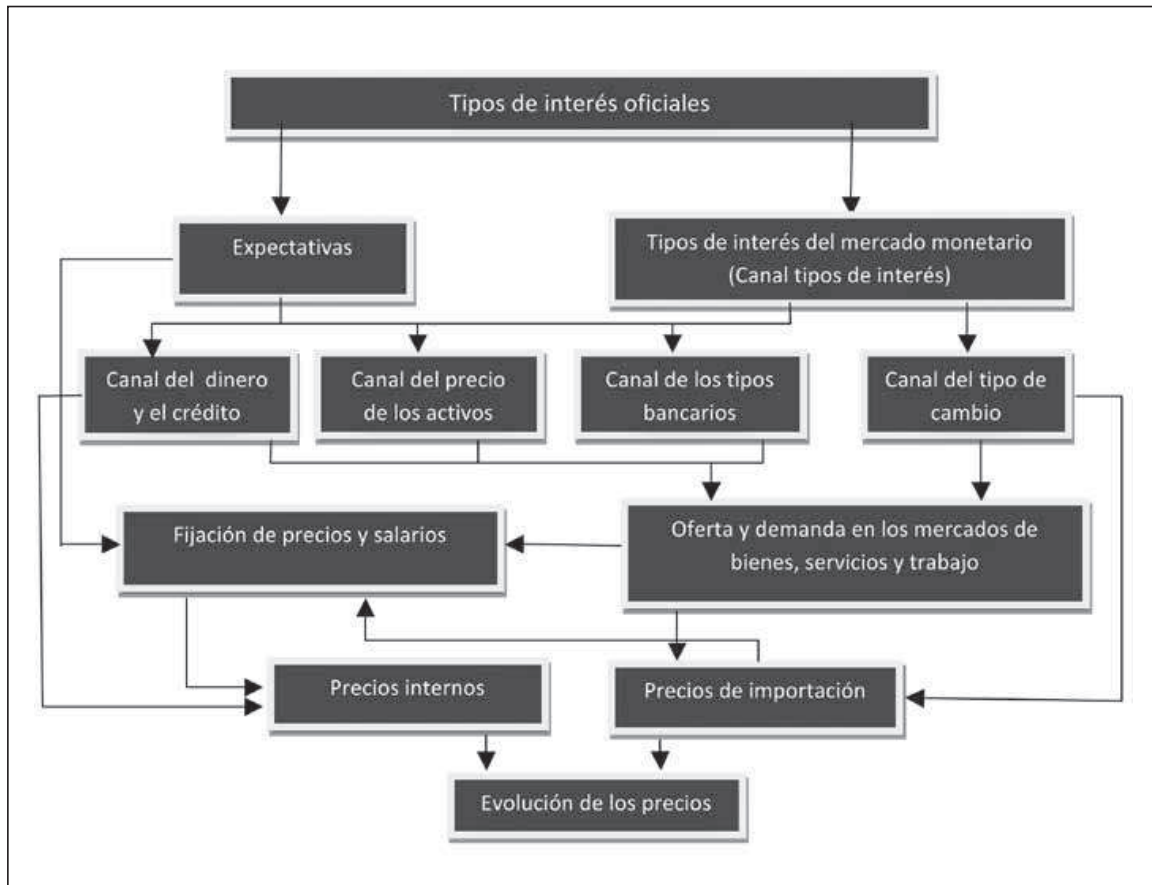 Tipos de interés oficiales
Expectativas
Tipos de interés del mercado monetario
(Canal tipos de interés)
Canal del dinero
y el crédito
Canal del precio
de los activos
Canal de los tipos
bancarios
Canal del tipo de
cambio
Fijación de precios y salarios
Oferta y demanda en los mercados de
bienes, servicios y trabajo
Precios internos
Precios de importación
Evolución de los precios